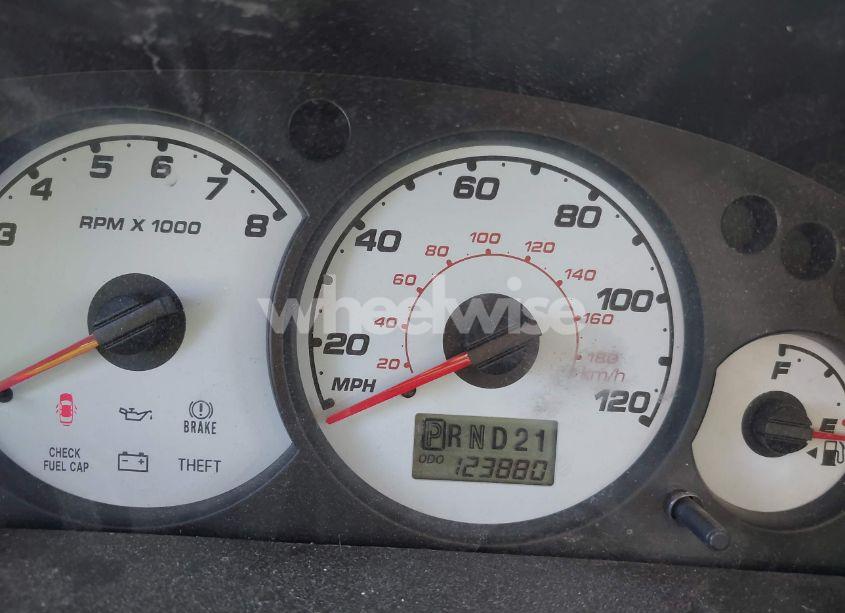 3 4 5 6 7 8
RPM X 1000
CHECK
FUEL CAP
BRAKE
THEFT
20 40 60 80 100 120
MPH
20 40 60 80 100 120 140 160 180
km/h
PRND21
ODO 123880
F
E
wheelwise